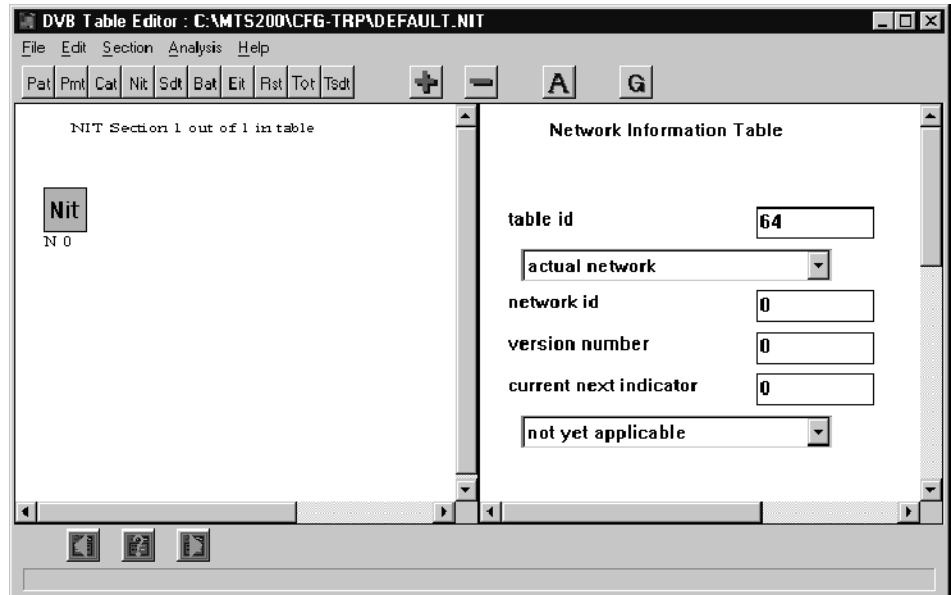 DVB Table Editor : C:\MTS200\CFG-TRP\DEFAULT.NIT
File Edit Section Analysis Help
Pat Pmt Cat Nit Sdt Bat Eit Rst Tot Tsdt + - A G
NIT Section 1 out of 1 in table
Nit
N 0
Network Information Table
table id 64
actual network
network id 0
version number 0
current next indicator 0
not yet applicable